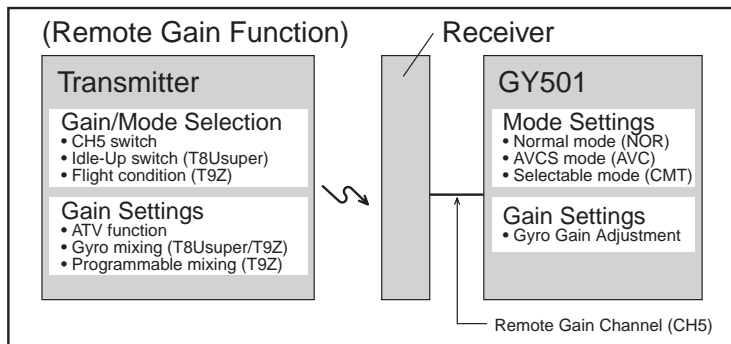 (Remote Gain Function)
Receiver
Transmitter
Gain/Mode Selection
• CH5 switch
• Idle-Up switch (T8Usuper)
• Flight condition (T9Z)
Gain Settings
• ATV function
• Gyro mixing (T8Usuper/T9Z)
• Programmable mixing (T9Z)
GY501
Mode Settings
• Normal mode (NOR)
• AVCS mode (AVC)
• Selectable mode (CMT)
Gain Settings
• Gyro Gain Adjustment
Remote Gain Channel (CH5)